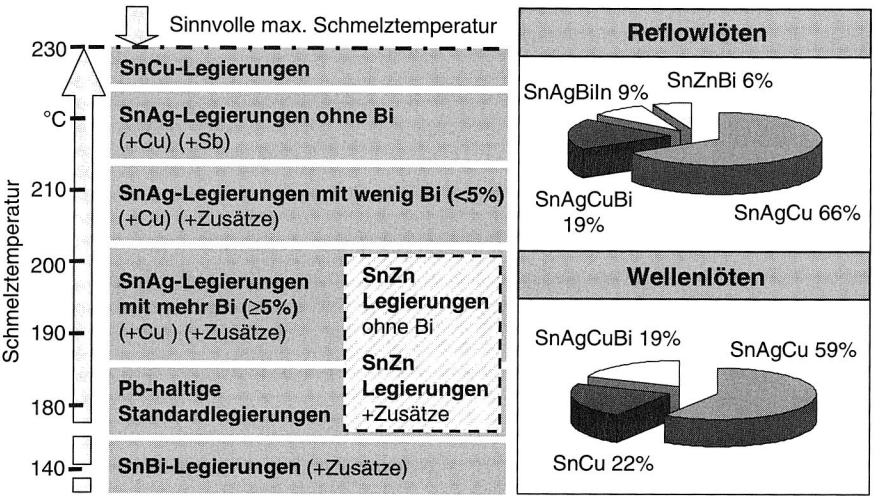 Sinnvolle max. Schmelztemperatur
Schmelztemperatur
230
°C
210
200
190
180
140
SnCu-Legierungen
SnAg-Legierungen ohne Bi
(+Cu) (+Sb)
SnAg-Legierungen mit wenig Bi (<5%)
(+Cu) (+Zusätze)
SnAg-Legierungen
mit mehr Bi (≥5%)
(+Cu ) (+Zusätze)
SnZn
Legierungen
ohne Bi
SnZn
Legierungen
+Zusätze
Pb-haltige
Standardlegierungen
SnBi-Legierungen (+Zusätze)
Reflowlöten
SnAgBiIn 9%
SnZnBi 6%
SnAgCuBi
19%
SnAgCu 66%
Wellenlöten
SnAgCuBi 19%
SnAgCu 59%
SnCu 22%